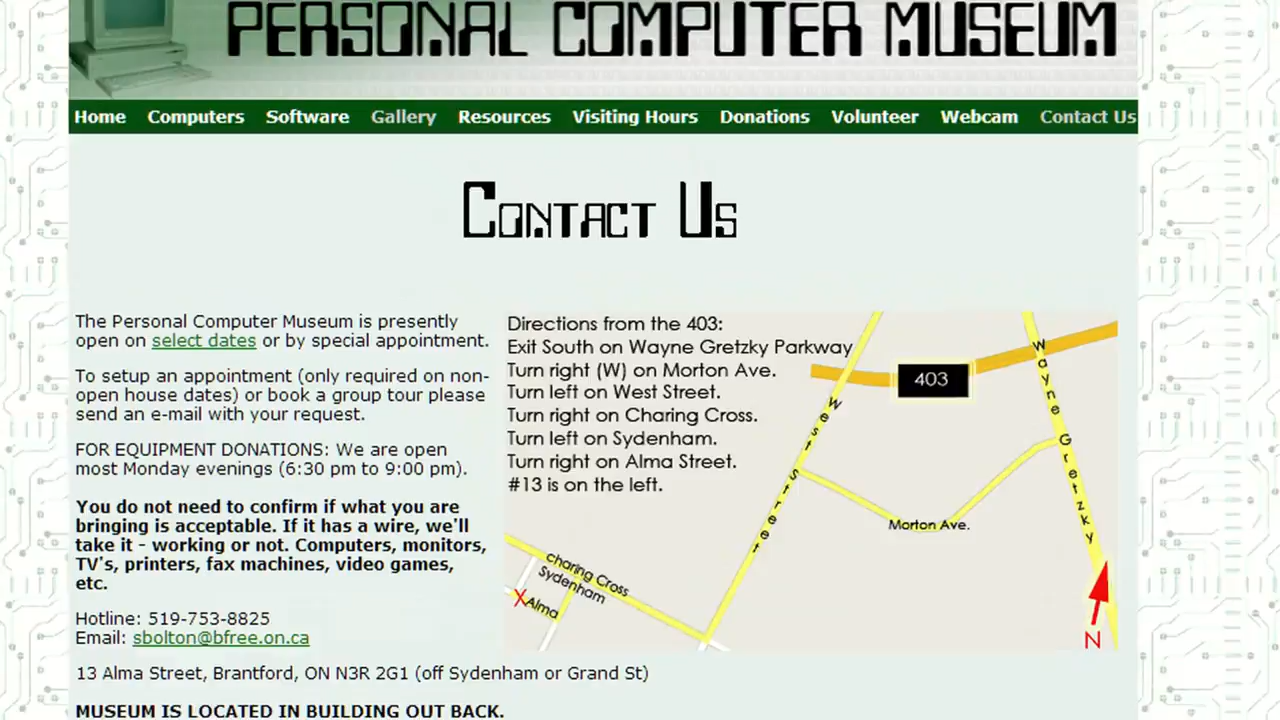 PERSONAL COMPUTER MUSEUM
Home Computers Software Gallery Resources Visiting Hours Donations Volunteer Webcam Contact Us
CONTACT US
The Personal Computer Museum is presently
open on select dates or by special appointment.
To setup an appointment (only required on non-
open house dates) or book a group tour please
send an e-mail with your request.
FOR EQUIPMENT DONATIONS: We are open
most Monday evenings (6:30 pm to 9:00 pm).
You do not need to confirm if what you are
bringing is acceptable. If it has a wire, we'll
take it - working or not. Computers, monitors,
TV's, printers, fax machines, video games,
etc.
Hotline: 519-753-8825
Email: sbolton@bfree.on.ca
Directions from the 403:
Exit South on Wayne Gretzky Parkway
Turn right (W) on Morton Ave.
Turn left on West Street.
Turn right on Charing Cross.
Turn left on Sydenham.
Turn right on Alma Street.
#13 is on the left.
403
Wayne Gretzky
West Street
Morton Ave.
charing Cross
Sydenham
X Alma
N
13 Alma Street, Brantford, ON N3R 2G1 (off Sydenham or Grand St)
MUSEUM IS LOCATED IN BUILDING OUT BACK.